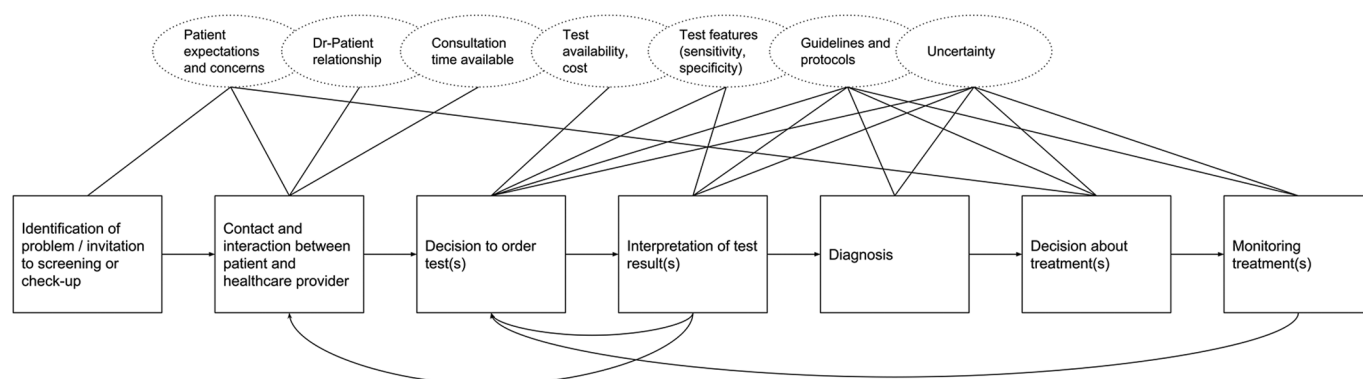 Patient
expectations
and concerns
Dr-Patient
relationship
Consultation
time available
Test
availability,
cost
Test features
(sensitivity,
specificity)
Guidelines and
protocols
Uncertainty
Identification of
problem / invitation
to screening or
check-up
Contact and
interaction between
patient and
healthcare provider
Decision to order
test(s)
Interpretation of test
result(s)
Diagnosis
Decision about
treatment(s)
Monitoring
treatment(s)